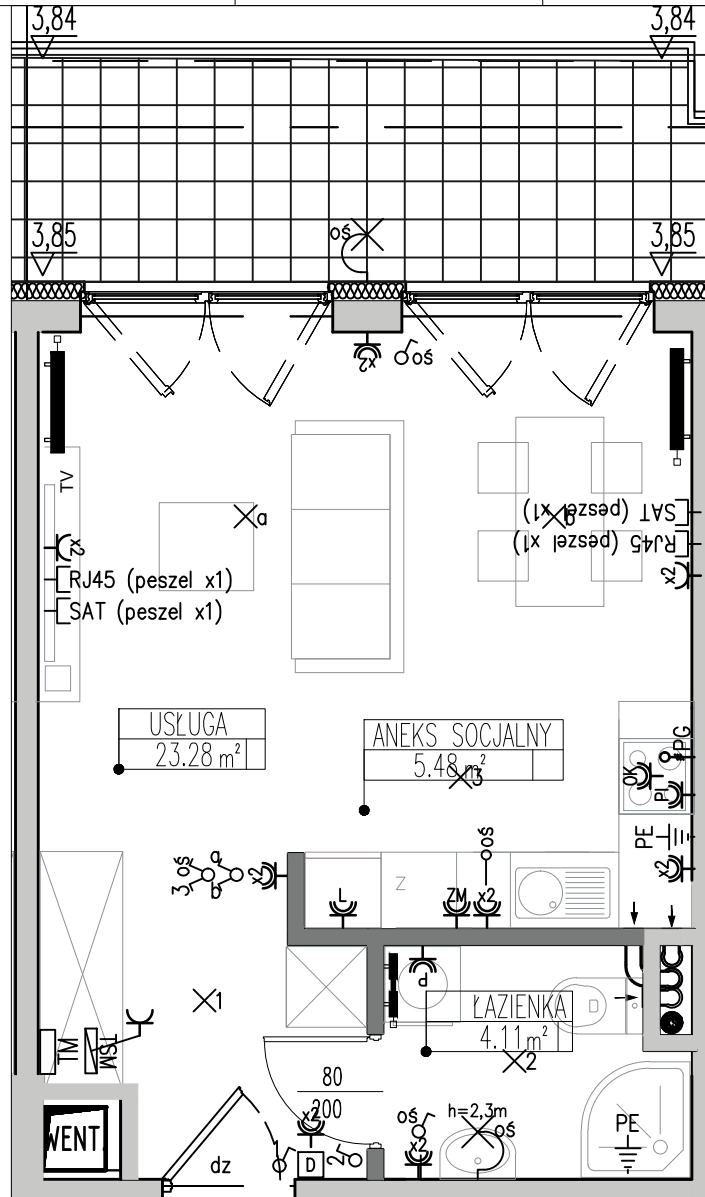 3,84
3,84
oś
3,85
3,85
x2
oś
TV
a
b
SAT (peszel x1)
x2
RJ45 (peszel x1)
RJ45 (peszel x1)
x2
SAT (peszel x1)
USŁUGA
23.28 m²
ANEKS SOCJALNY
5.48 m²
3
PG
OK
PI
PE
x2
oś
3
oś
a
b
x2
L
Z
ZM
x2
P
1
ŁAZIENKA
4.11 m²
2
TM
TSM
80
200
x2
h=2,3m
oś
oś
PE
WENT.
dz
D
2
x2